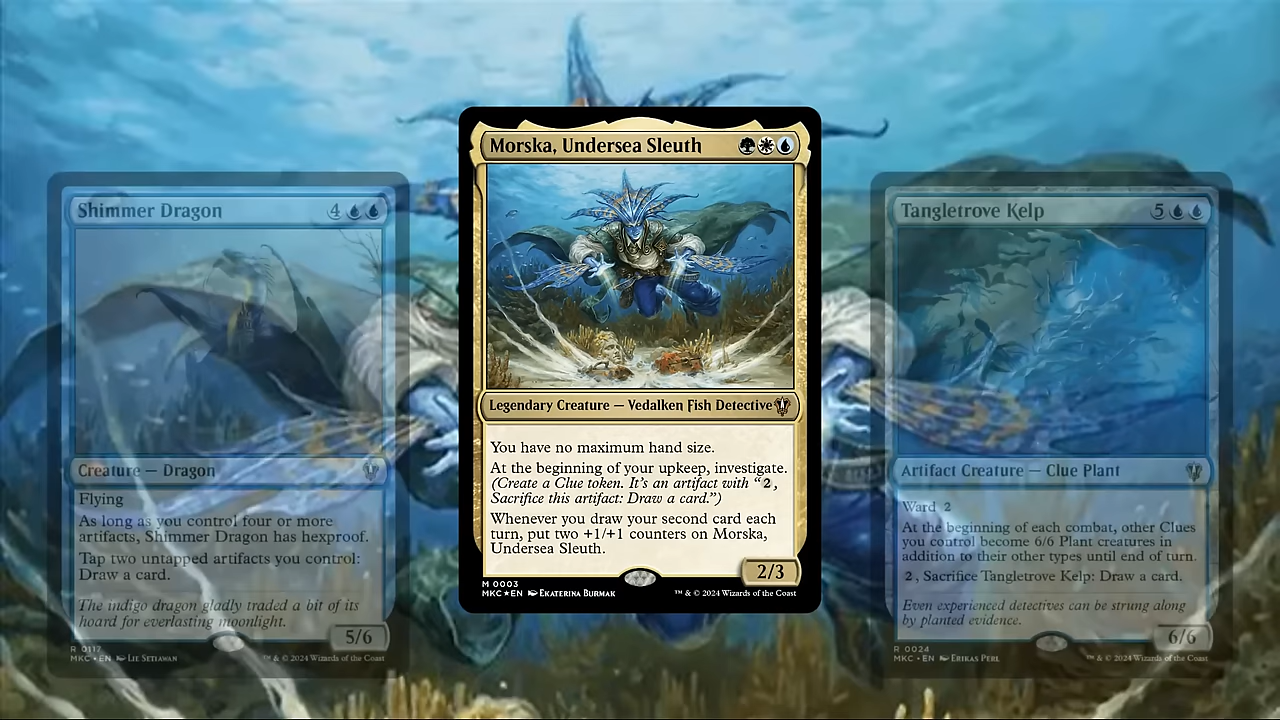 Shimmer Dragon
4
Creature — Dragon
Flying
As long as you control four or more
artifacts, Shimmer Dragon has hexproof.
Tap two untapped artifacts you control:
Draw a card.
The indigo dragon gladly traded a bit of its
hoard for everlasting moonlight.
5/6
R 0117
MKC • EN Lie Setiawan
™ & © 2024 Wizards of the Coast
Morska, Undersea Sleuth
Legendary Creature — Vedalken Fish Detective
You have no maximum hand size.
At the beginning of your upkeep, investigate.
(Create a Clue token. It's an artifact with “2,
Sacrifice this artifact: Draw a card.”)
Whenever you draw your second card each
turn, put two +1/+1 counters on Morska,
Undersea Sleuth.
2/3
M 0003
MKC ★ EN Ekaterina Burmak
™ & © 2024 Wizards of the Coast
Tangletrove Kelp
5
Artifact Creature — Clue Plant
Ward 2
At the beginning of each combat, other Clues
you control become 6/6 Plant creatures in
addition to their other types until end of turn.
2, Sacrifice Tangletrove Kelp: Draw a card.
Even experienced detectives can be strung along
by planted evidence.
6/6
R 0024
MKC • EN Erikas Perl
™ & © 2024 Wizards of the Coast